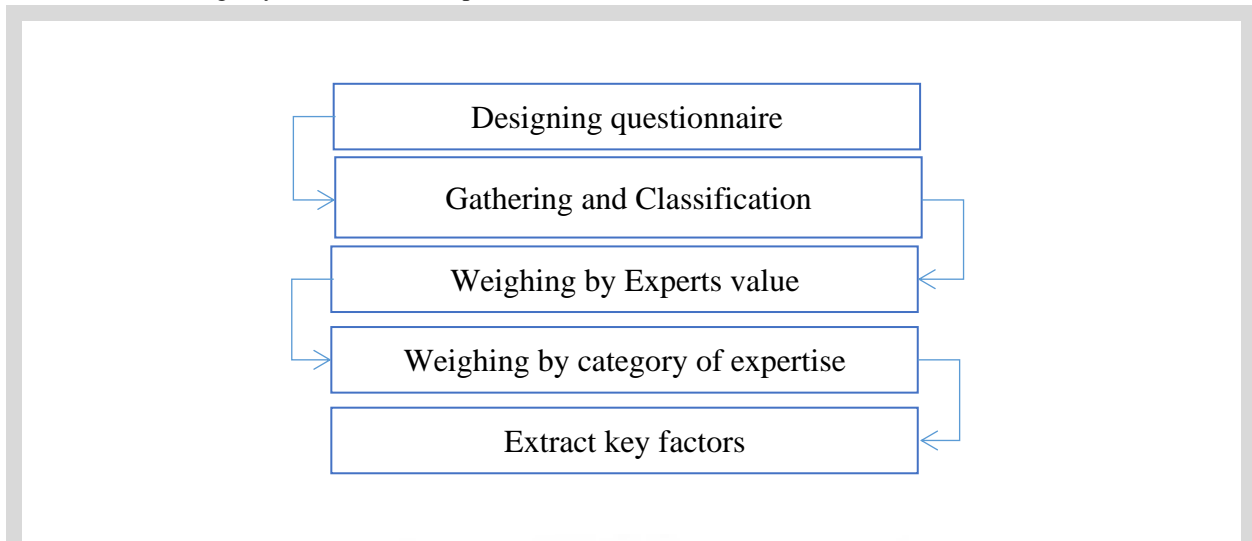 Designing questionnaire
Gathering and Classification
Weighing by Experts value
Weighing by category of expertise
Extract key factors